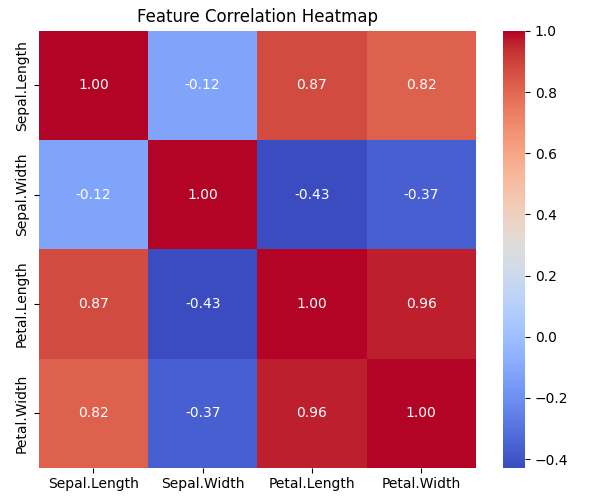 Feature Correlation Heatmap
Sepal.Length
1.00 -0.12 0.87 0.82
Sepal.Width
-0.12 1.00 -0.43 -0.37
Petal.Length
0.87 -0.43 1.00 0.96
Petal.Width
0.82 -0.37 0.96 1.00
Sepal.Length Sepal.Width Petal.Length Petal.Width
1.0
0.8
0.6
0.4
0.2
0.0
−0.2
−0.4